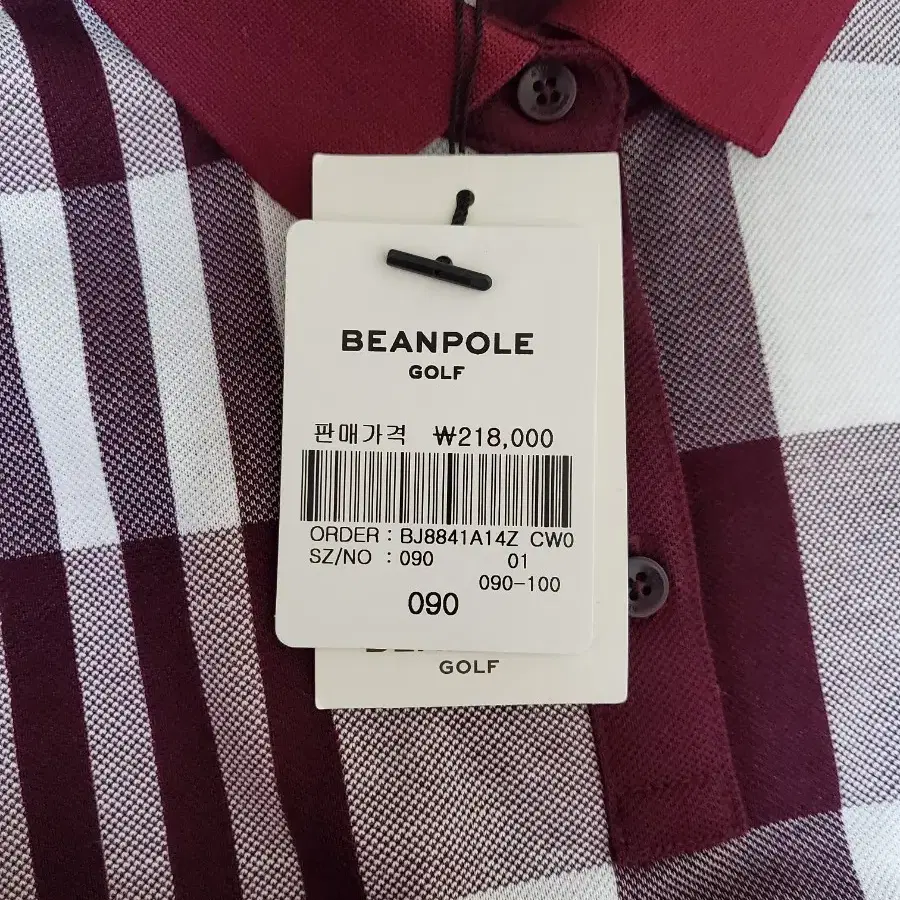 BEANPOLE
GOLF
판매가격 ₩218,000
ORDER : BJ8841A14Z CW0
SZ/NO : 090 01
090-100
090
GOLF